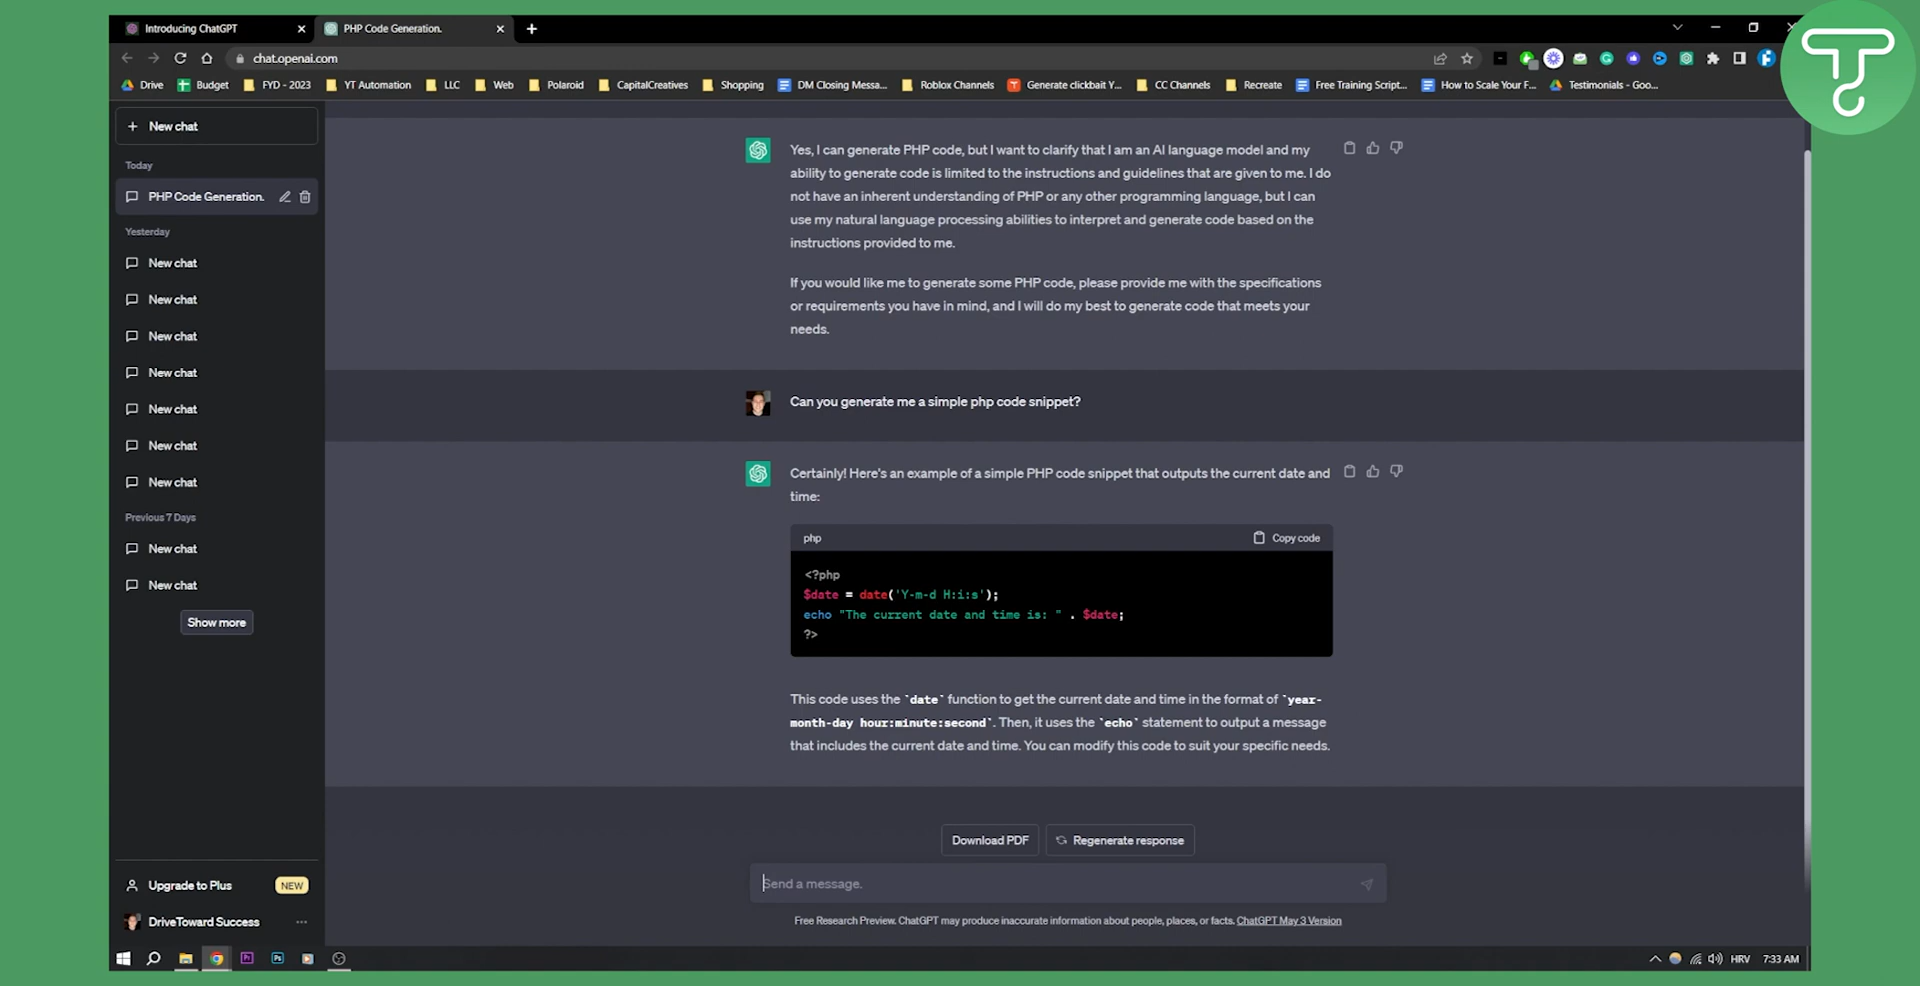 Introducing ChatGPT
PHP Code Generation.
chat.openai.com
Drive
Budget
FYD - 2023
YT Automation
LLC
Web
Polaroid
CapitalCreatives
Shopping
DM Closing Messa...
Roblox Channels
Generate clickbait Y...
CC Channels
Recreate
Free Training Script...
How to Scale Your F...
Testimonials - Goo...
+ New chat
Today
PHP Code Generation.
Yesterday
New chat
New chat
New chat
New chat
New chat
New chat
New chat
Previous 7 Days
New chat
New chat
Show more
Upgrade to Plus
NEW
DriveToward Success
Yes, I can generate PHP code, but I want to clarify that I am an AI language model and my
ability to generate code is limited to the instructions and guidelines that are given to me. I do
not have an inherent understanding of PHP or any other programming language, but I can
use my natural language processing abilities to interpret and generate code based on the
instructions provided to me.
If you would like me to generate some PHP code, please provide me with the specifications
or requirements you have in mind, and I will do my best to generate code that meets your
needs.
Can you generate me a simple php code snippet?
Certainly! Here's an example of a simple PHP code snippet that outputs the current date and
time:
php
Copy code
<?php
$date = date('Y-m-d H:i:s');
echo "The current date and time is: " . $date;
?>
This code uses the `date` function to get the current date and time in the format of `year-
month-day hour:minute:second`. Then, it uses the `echo` statement to output a message
that includes the current date and time. You can modify this code to suit your specific needs.
Download PDF
Regenerate response
Send a message.
Free Research Preview. ChatGPT may produce inaccurate information about people, places, or facts. ChatGPT May 3 Version
Pr
Ps
HRV
7:33 AM